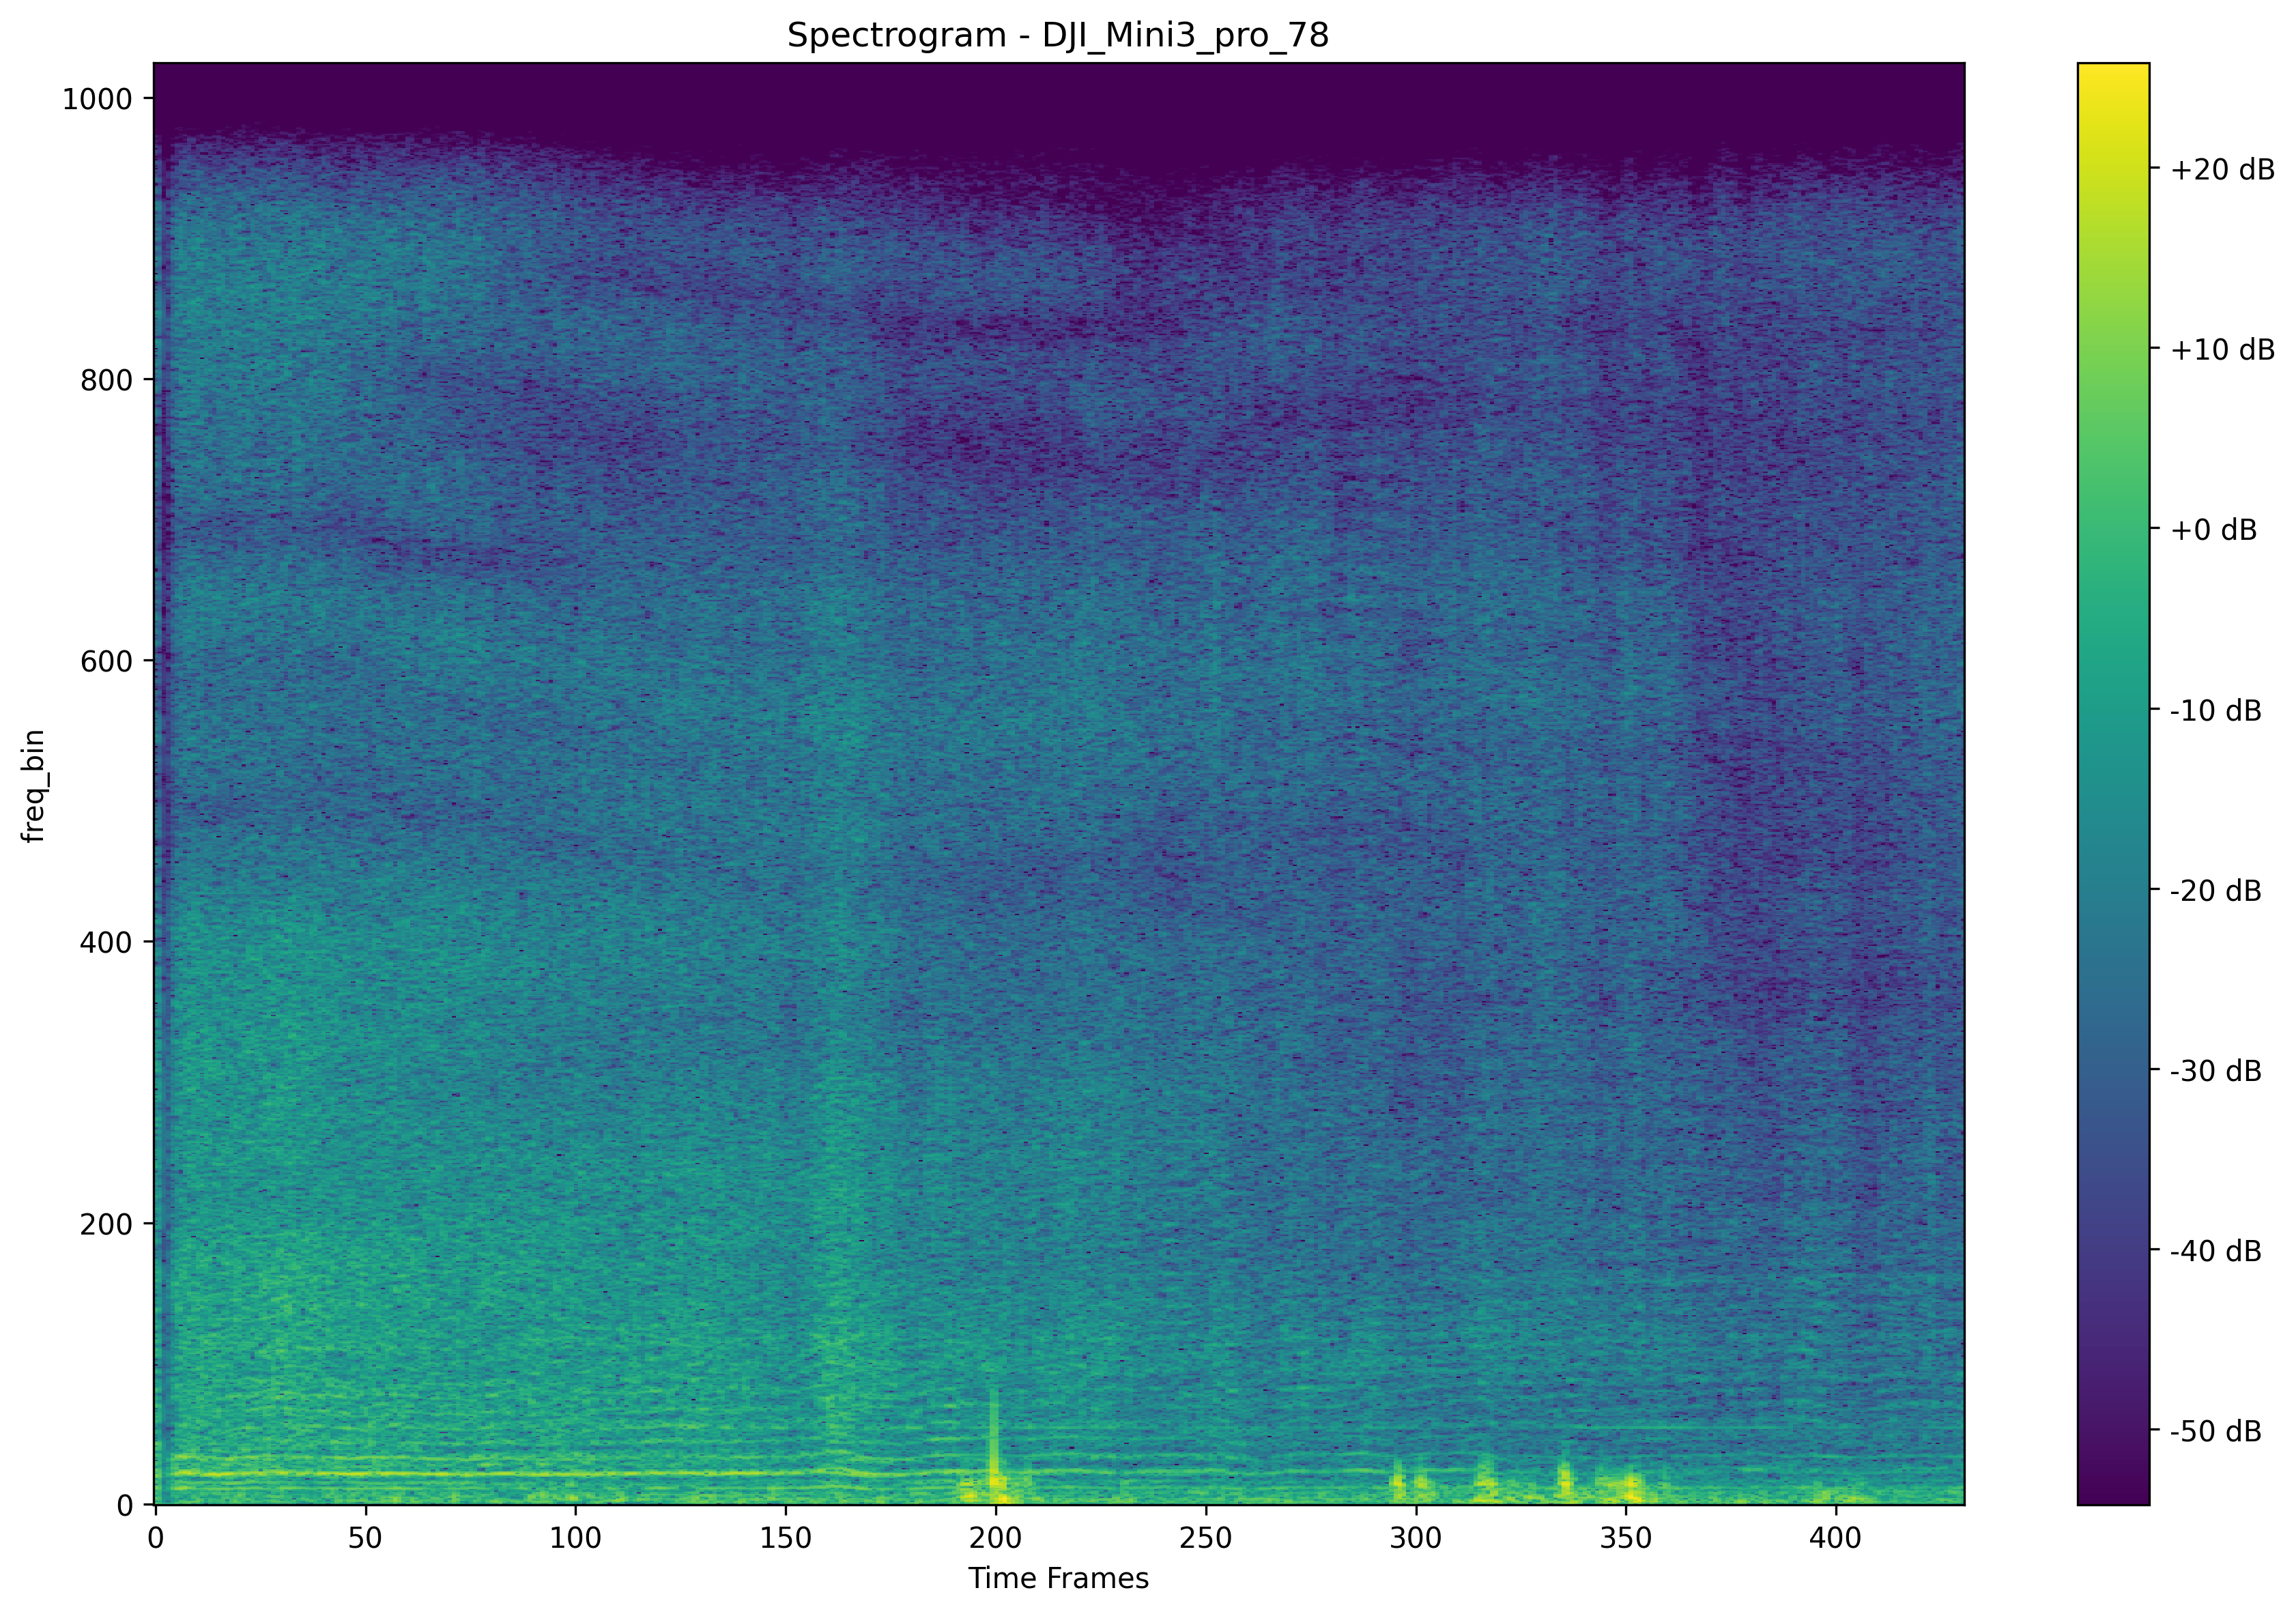 Spectrogram - DJI_Mini3_pro_78
1000
800
600
400
200
0
freq_bin
0 50 100 150 200 250 300 350 400
Time Frames
+20 dB
+10 dB
+0 dB
-10 dB
-20 dB
-30 dB
-40 dB
-50 dB